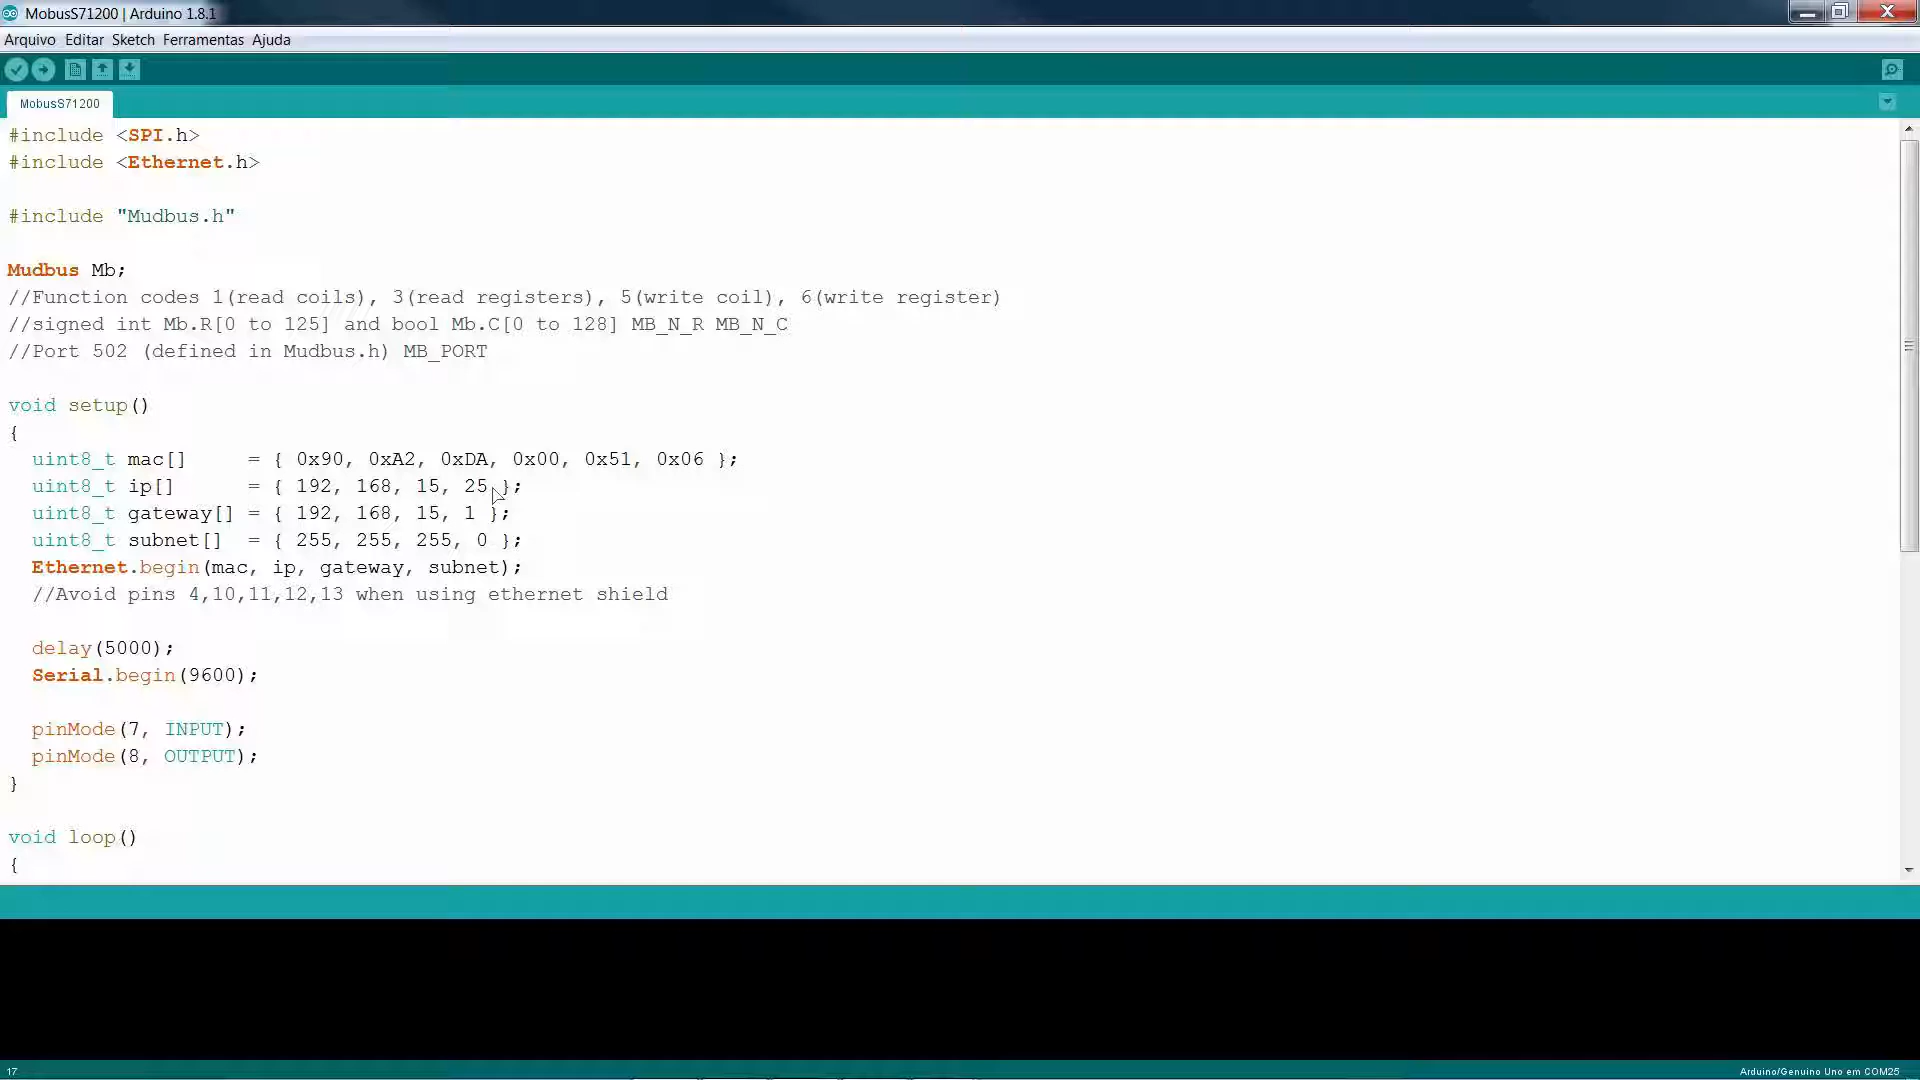 MobusS71200 | Arduino 1.8.1
Arquivo Editar Sketch Ferramentas Ajuda
MobusS71200
#include <SPI.h>
#include <Ethernet.h>
#include "Mudbus.h"
Mudbus Mb;
//Function codes 1(read coils), 3(read registers), 5(write coil), 6(write register)
//signed int Mb.R[0 to 125] and bool Mb.C[0 to 128] MB_N_R MB_N_C
//Port 502 (defined in Mudbus.h) MB_PORT
void setup()
{
  uint8_t mac[]     = { 0x90, 0xA2, 0xDA, 0x00, 0x51, 0x06 };
  uint8_t ip[]      = { 192, 168, 15, 25 };
  uint8_t gateway[] = { 192, 168, 15, 1 };
  uint8_t subnet[]  = { 255, 255, 255, 0 };
  Ethernet.begin(mac, ip, gateway, subnet);
  //Avoid pins 4,10,11,12,13 when using ethernet shield
  delay(5000);
  Serial.begin(9600);
  pinMode(7, INPUT);
  pinMode(8, OUTPUT);
}
void loop()
{
17
Arduino/Genuino Uno em COM25